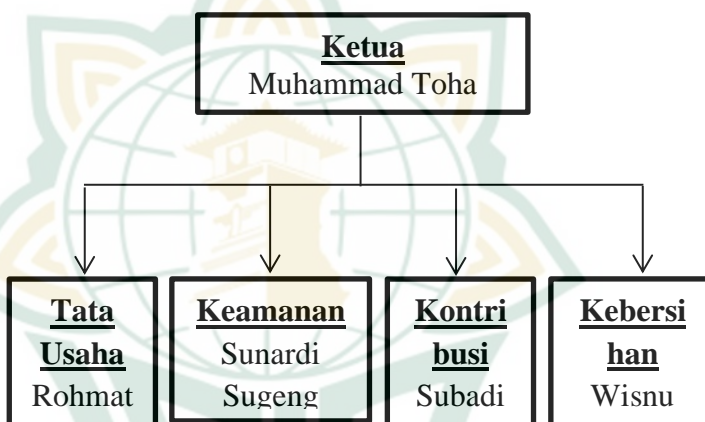 Ketua
Muhammad Toha
Tata
Usaha
Rohmat
Keamanan
Sunardi
Sugeng
Kontri
busi
Subadi
Kebersi
han
Wisnu